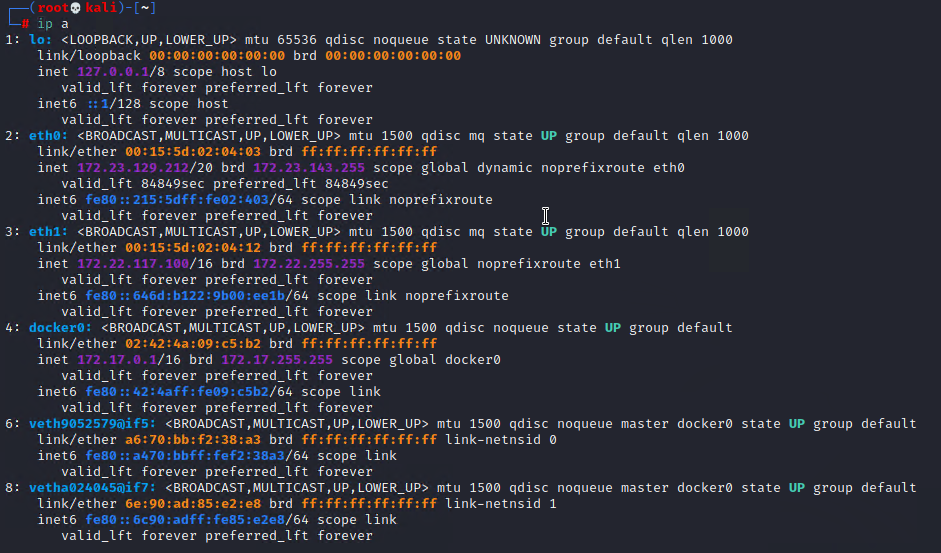 ┌──(root💀kali)-[~]
└─# ip a
1: lo: <LOOPBACK,UP,LOWER_UP> mtu 65536 qdisc noqueue state UNKNOWN group default qlen 1000
    link/loopback 00:00:00:00:00:00 brd 00:00:00:00:00:00
    inet 127.0.0.1/8 scope host lo
       valid_lft forever preferred_lft forever
    inet6 ::1/128 scope host
       valid_lft forever preferred_lft forever
2: eth0: <BROADCAST,MULTICAST,UP,LOWER_UP> mtu 1500 qdisc mq state UP group default qlen 1000
    link/ether 00:15:5d:02:04:03 brd ff:ff:ff:ff:ff:ff
    inet 172.23.129.212/20 brd 172.23.143.255 scope global dynamic noprefixroute eth0
       valid_lft 84849sec preferred_lft 84849sec
    inet6 fe80::215:5dff:fe02:403/64 scope link noprefixroute
       valid_lft forever preferred_lft forever
3: eth1: <BROADCAST,MULTICAST,UP,LOWER_UP> mtu 1500 qdisc mq state UP group default qlen 1000
    link/ether 00:15:5d:02:04:12 brd ff:ff:ff:ff:ff:ff
    inet 172.22.117.100/16 brd 172.22.255.255 scope global noprefixroute eth1
       valid_lft forever preferred_lft forever
    inet6 fe80::646d:b122:9b00:ee1b/64 scope link noprefixroute
       valid_lft forever preferred_lft forever
4: docker0: <BROADCAST,MULTICAST,UP,LOWER_UP> mtu 1500 qdisc noqueue state UP group default
    link/ether 02:42:4a:09:c5:b2 brd ff:ff:ff:ff:ff:ff
    inet 172.17.0.1/16 brd 172.17.255.255 scope global docker0
       valid_lft forever preferred_lft forever
    inet6 fe80::42:4aff:fe09:c5b2/64 scope link
       valid_lft forever preferred_lft forever
6: veth9052579@if5: <BROADCAST,MULTICAST,UP,LOWER_UP> mtu 1500 qdisc noqueue master docker0 state UP group default
    link/ether a6:70:bb:f2:38:a3 brd ff:ff:ff:ff:ff:ff link-netnsid 0
    inet6 fe80::a470:bbff:fef2:38a3/64 scope link
       valid_lft forever preferred_lft forever
8: vetha024045@if7: <BROADCAST,MULTICAST,UP,LOWER_UP> mtu 1500 qdisc noqueue master docker0 state UP group default
    link/ether 6e:90:ad:85:e2:e8 brd ff:ff:ff:ff:ff:ff link-netnsid 1
    inet6 fe80::6c90:adff:fe85:e2e8/64 scope link
       valid_lft forever preferred_lft forever